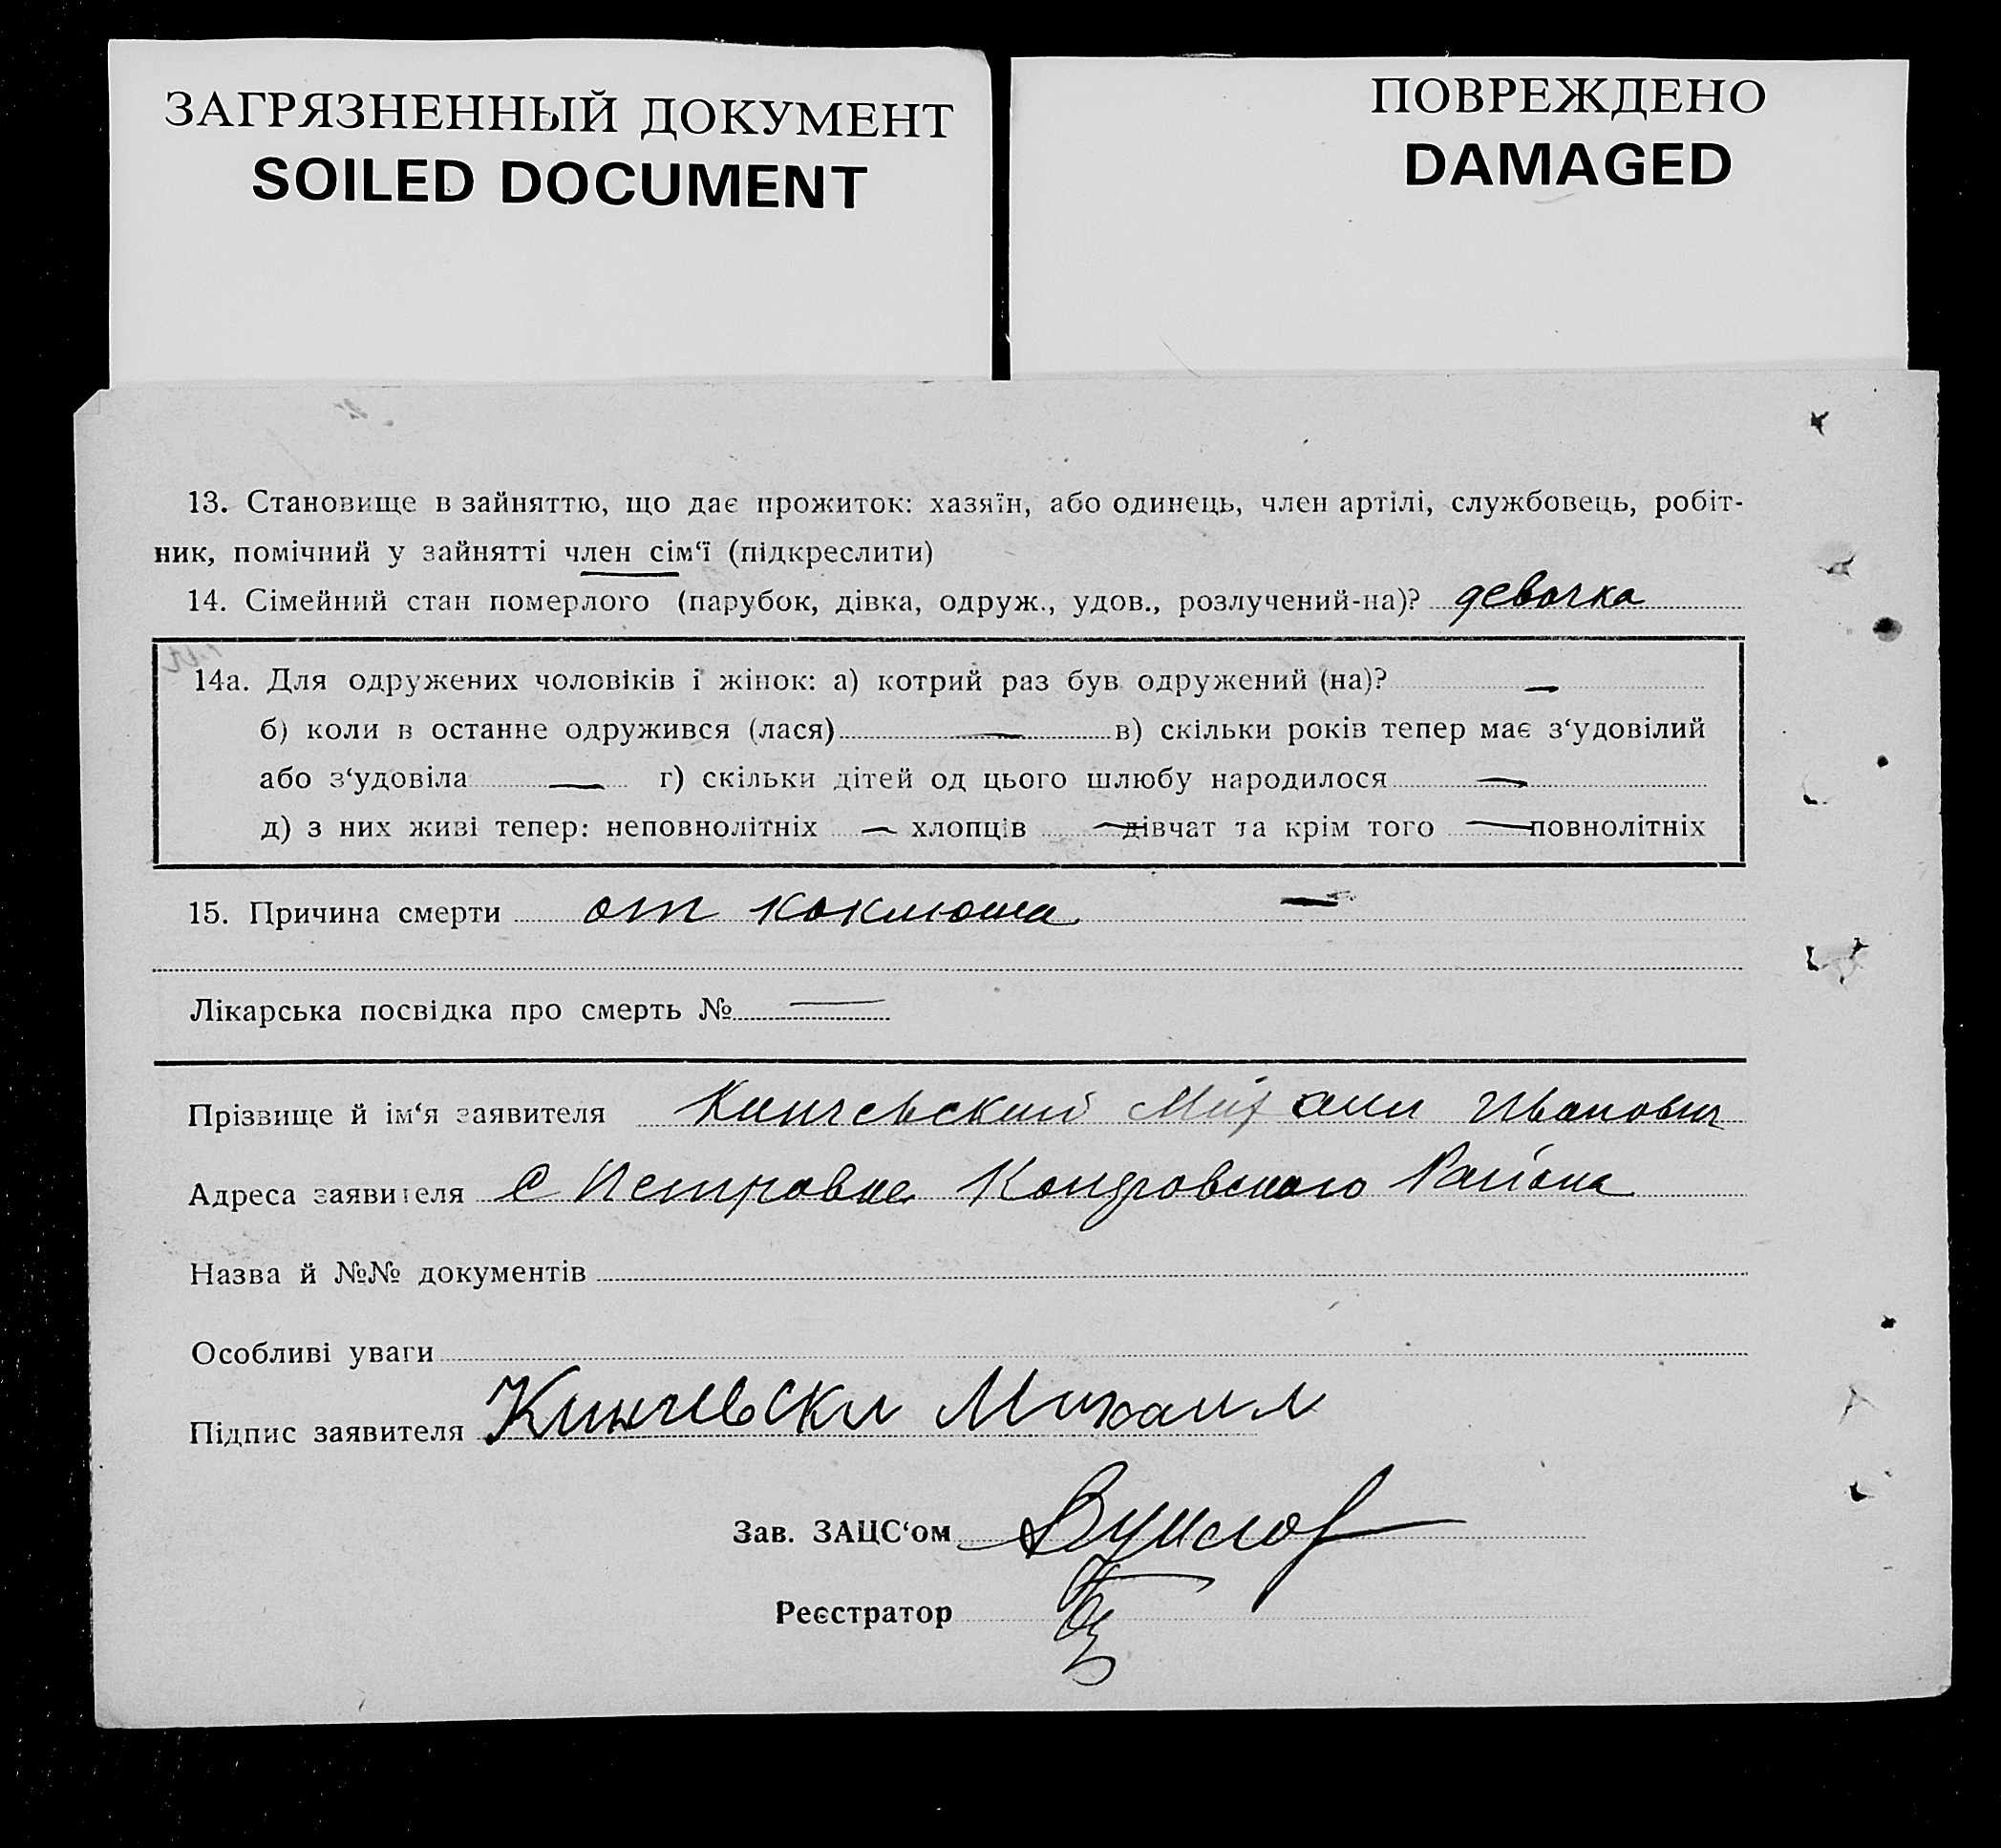 ЗАГРЯЗНЕННЫЙ ДОКУМЕНТ
SOILED DOCUMENT
ПОВРЕЖДЕНО
DAMAGED
13. Становище в зайняттю, що дає прожиток: хазяїн, або одинець, член артілі, службовець, робіт-
ник, помічний у зайнятті член сім‘ї (підкреслити)
14. Сімейний стан померлого (парубок, дівка, одруж., удов., розлучений-на)? девочка
14а. Для одружених чоловіків і жінок: а) котрий раз був одружений (на)? —
б) коли в останнє одружився (лася) — в) скільки років тепер має з‘удовілий
або з‘удовіла — г) скільки дітей од цього шлюбу народилося —
д) з них живі тепер: неповнолітніх — хлопців — дівчат та крім того — повнолітніх
15. Причина смерти от коклюша —
Лікарська посвідка про смерть № —
Прізвище й ім‘я заявителя Кинчевский Михаил Иванович
Адреса заявителя с Петровке Района
Назва й №№ документів
Особливі уваги
Підпис заявителя Кинчевски Михаил
Зав. ЗАЦС‘ом
Реєстратор